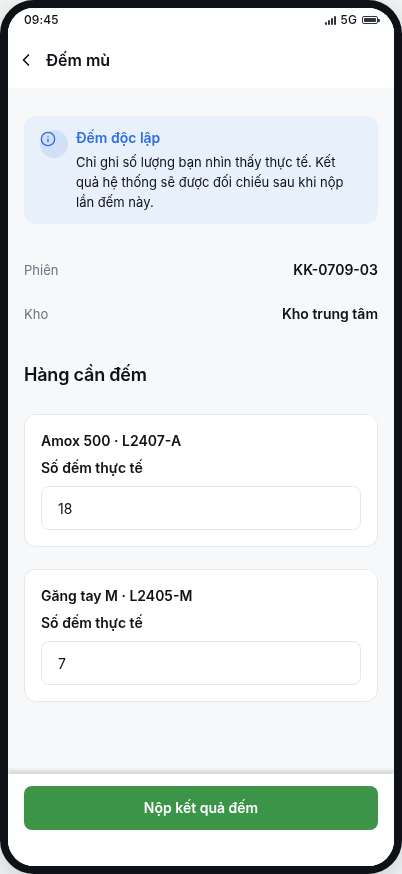 09:45
5G
Đếm mù
Đếm độc lập
Chỉ ghi số lượng bạn nhìn thấy thực tế. Kết
quả hệ thống sẽ được đối chiếu sau khi nộp
lần đếm này.
Phiên
KK-0709-03
Kho
Kho trung tâm
Hàng cần đếm
Amox 500 · L2407-A
Số đếm thực tế
18
Găng tay M · L2405-M
Số đếm thực tế
7
Nộp kết quả đếm